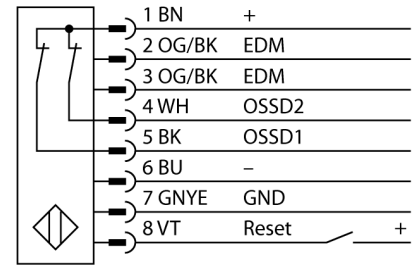 1 BN +
2 OG/BK EDM
3 OG/BK EDM
4 WH OSSD2
5 BK OSSD1
6 BU –
7 GNYE GND
8 VT Reset +